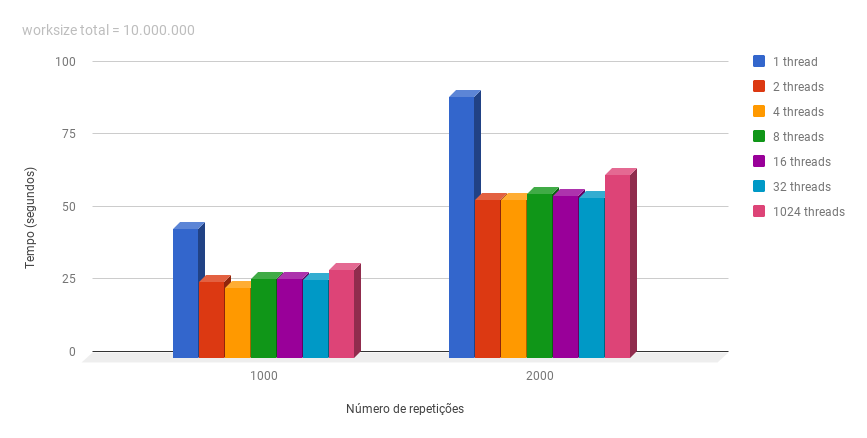 worksize total = 10.000.000
100
75
50
25
0
Tempo (segundos)
1000
2000
Número de repetições
1 thread
2 threads
4 threads
8 threads
16 threads
32 threads
1024 threads